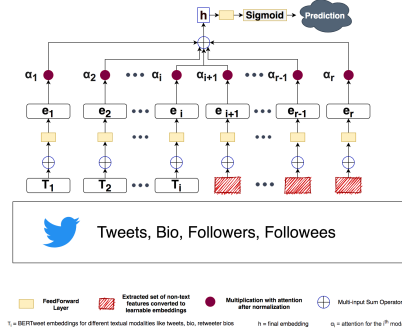 h
Sigmoid
Prediction
α1 α2 αi αi+1 αr-1 αr
e1 e2 e i e i+1 er-1 er
T1 T2 Ti
Tweets, Bio, Followers, Followees
FeedForward
Layer
Extracted set of non-text
features converted to
learnable embeddings
Multiplication with attention
after normalization
Multi-input Sum Operator
Ti = BERTweet embeddings for different textual modalities like tweets, bio, retweeter bios
h = final embedding
αi = attention for the ith mod